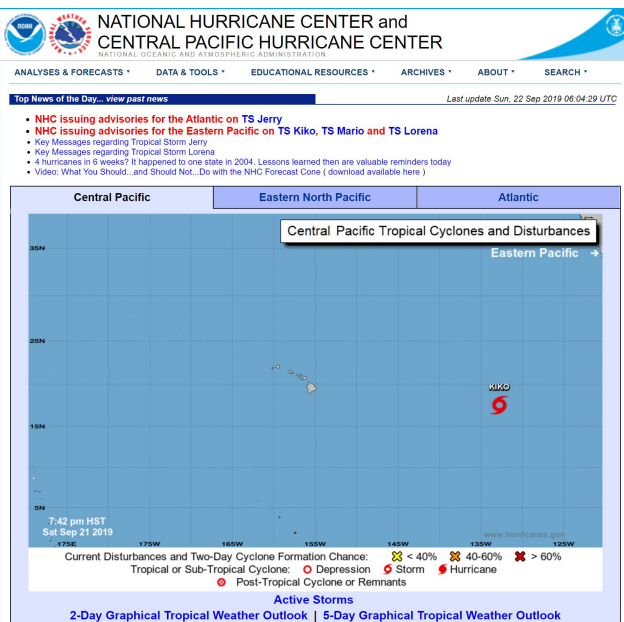 NOAA
NATIONAL HURRICANE CENTER and
CENTRAL PACIFIC HURRICANE CENTER
NATIONAL OCEANIC AND ATMOSPHERIC ADMINISTRATION
ANALYSES & FORECASTS DATA & TOOLS EDUCATIONAL RESOURCES ARCHIVES ABOUT SEARCH
Top News of the Day... view past news Last update Sun, 22 Sep 2019 06:04:29 UTC
NHC issuing advisories for the Atlantic on TS Jerry
NHC issuing advisories for the Eastern Pacific on TS Kiko, TS Mario and TS Lorena
Key Messages regarding Tropical Storm Jerry
Key Messages regarding Tropical Storm Lorena
4 hurricanes in 6 weeks? It happened to one state in 2004. Lessons learned then are valuable reminders today
Video: What You Should...and Should Not...Do with the NHC Forecast Cone ( download available here )
Central Pacific Eastern North Pacific Atlantic
Central Pacific Tropical Cyclones and Disturbances
35N
Eastern Pacific →
25N
KIKO
15N
5N
7:42 pm HST
Sat Sep 21 2019
www.hurricanes.gov
175E 175W 165W 155W 145W 135W 125W
Current Disturbances and Two-Day Cyclone Formation Chance: < 40% 40-60% > 60%
Tropical or Sub-Tropical Cyclone: Depression Storm Hurricane
Post-Tropical Cyclone or Remnants
Active Storms
2-Day Graphical Tropical Weather Outlook | 5-Day Graphical Tropical Weather Outlook